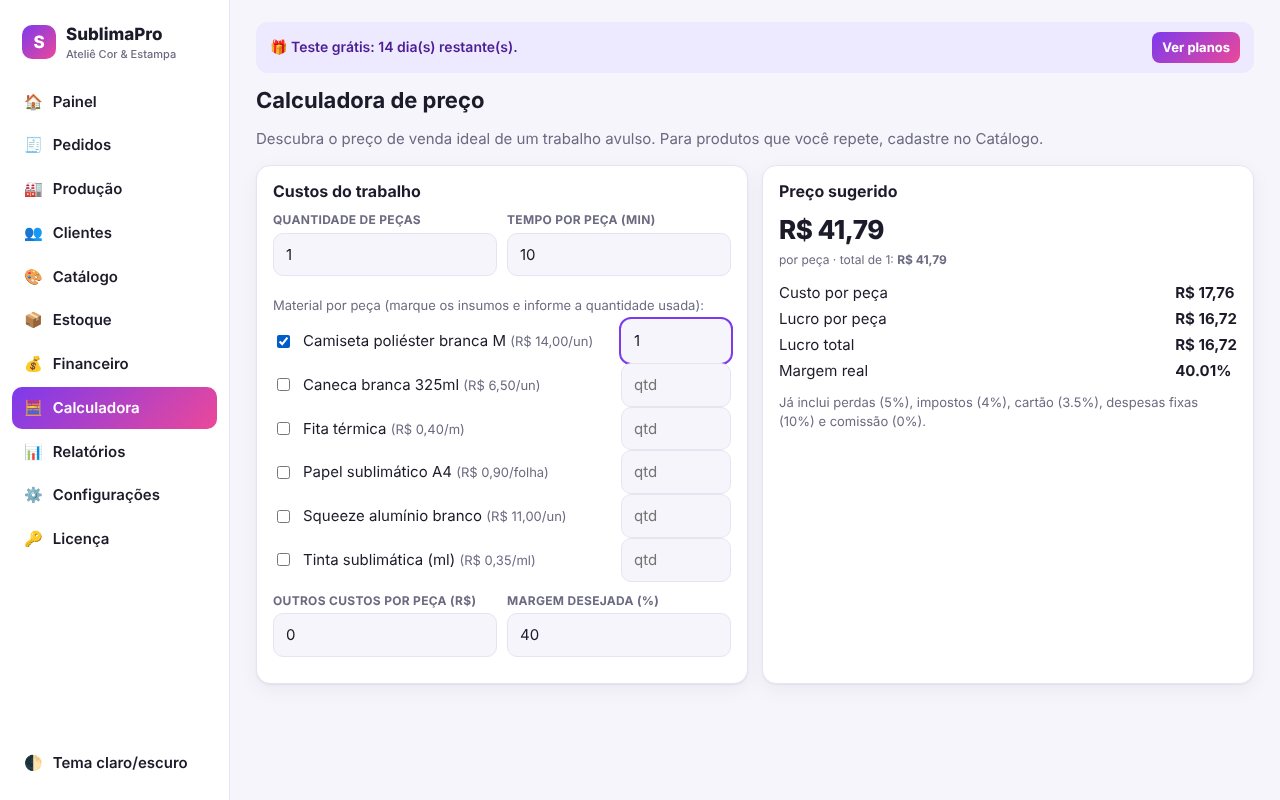 S
SublimaPro
Ateliê Cor & Estampa
Painel
Pedidos
Produção
Clientes
Catálogo
Estoque
Financeiro
Calculadora
Relatórios
Configurações
Licença
Tema claro/escuro
Teste grátis: 14 dia(s) restante(s).
Ver planos
Calculadora de preço
Descubra o preço de venda ideal de um trabalho avulso. Para produtos que você repete, cadastre no Catálogo.
Custos do trabalho
QUANTIDADE DE PEÇAS
TEMPO POR PEÇA (MIN)
1
10
Material por peça (marque os insumos e informe a quantidade usada):
Camiseta poliéster branca M (R$ 14,00/un)
1
Caneca branca 325ml (R$ 6,50/un)
qtd
Fita térmica (R$ 0,40/m)
qtd
Papel sublimático A4 (R$ 0,90/folha)
qtd
Squeeze alumínio branco (R$ 11,00/un)
qtd
Tinta sublimática (ml) (R$ 0,35/ml)
qtd
OUTROS CUSTOS POR PEÇA (R$)
MARGEM DESEJADA (%)
0
40
Preço sugerido
R$ 41,79
por peça · total de 1: R$ 41,79
Custo por peça R$ 17,76
Lucro por peça R$ 16,72
Lucro total R$ 16,72
Margem real 40.01%
Já inclui perdas (5%), impostos (4%), cartão (3.5%), despesas fixas
(10%) e comissão (0%).